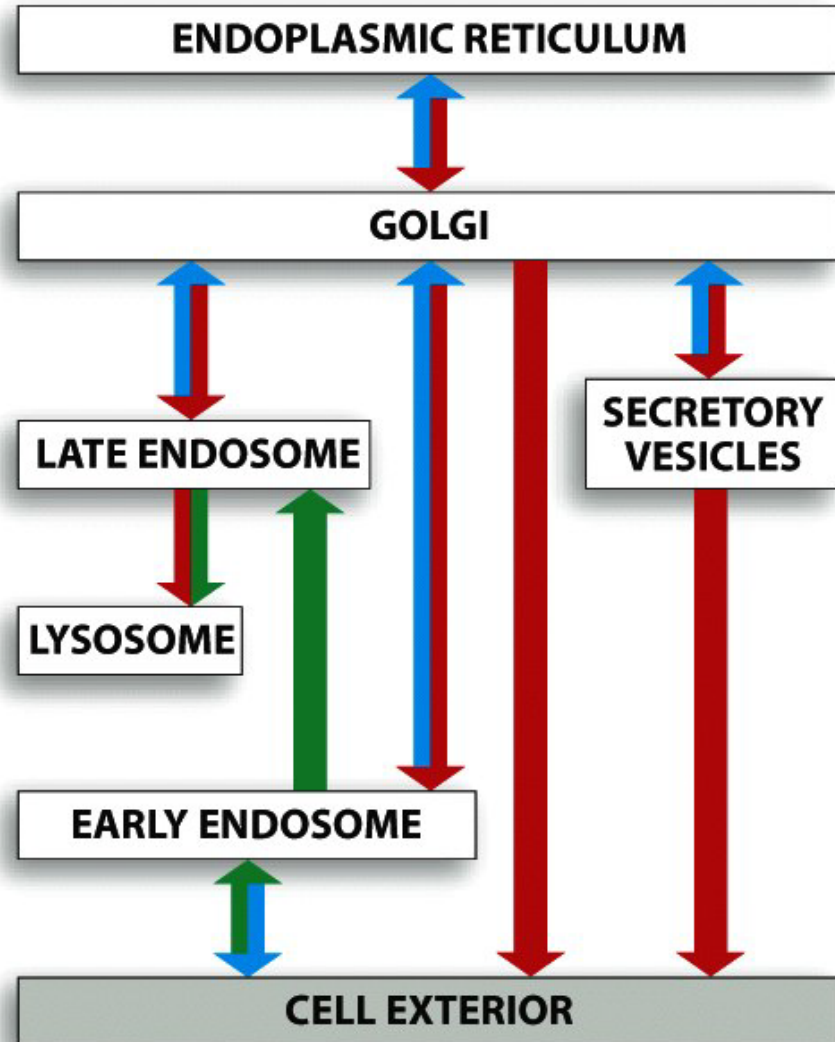 ENDOPLASMIC RETICULUM
GOLGI
LATE ENDOSOME
SECRETORY
VESICLES
LYSOSOME
EARLY ENDOSOME
CELL EXTERIOR